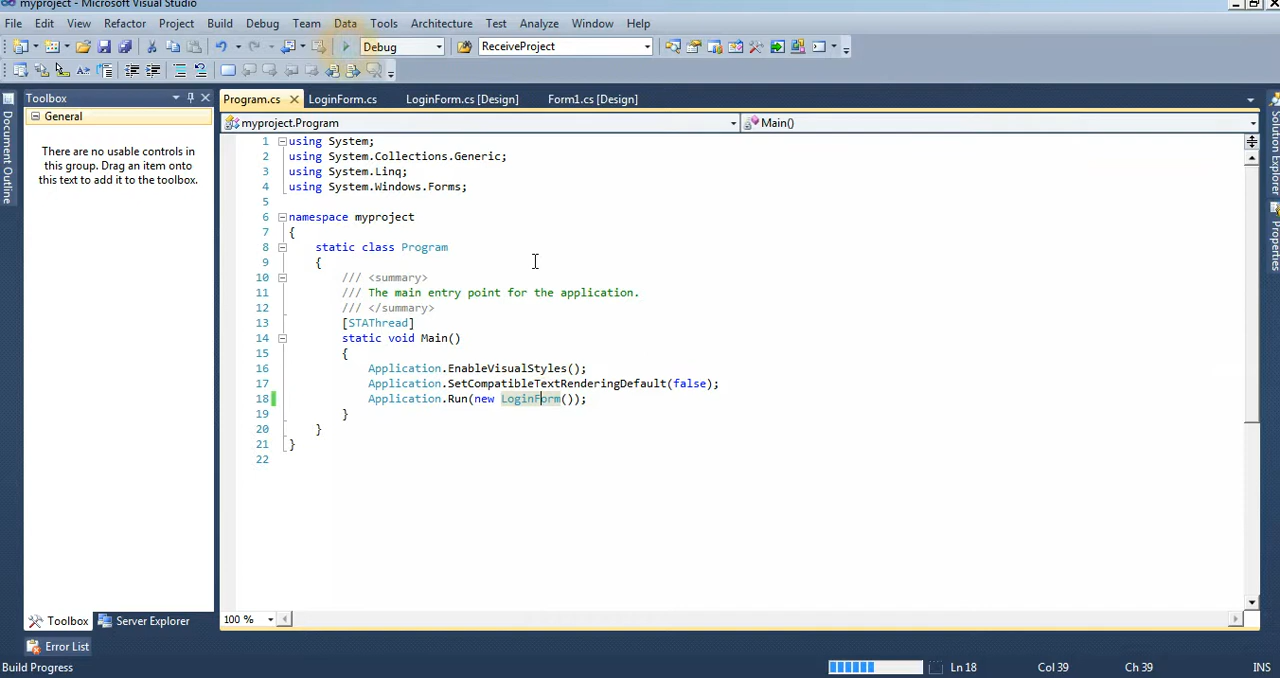 myproject - Microsoft Visual Studio
File Edit View Refactor Project Build Debug Team Data Tools Architecture Test Analyze Window Help
Debug ReceiveProject
Toolbox
General
There are no usable controls in
this group. Drag an item onto
this text to add it to the toolbox.
Document Outline
Program.cs LoginForm.cs LoginForm.cs [Design] Form1.cs [Design]
myproject.Program Main()
1 using System;
2 using System.Collections.Generic;
3 using System.Linq;
4 using System.Windows.Forms;
5
6 namespace myproject
7 {
8 static class Program
9 {
10 /// <summary>
11 /// The main entry point for the application.
12 /// </summary>
13 [STAThread]
14 static void Main()
15 {
16 Application.EnableVisualStyles();
17 Application.SetCompatibleTextRenderingDefault(false);
18 Application.Run(new LoginForm());
19 }
20 }
21 }
22
Solution Explorer
Properties
100 %
Toolbox Server Explorer
Error List
Build Progress Ln 18 Col 39 Ch 39 INS